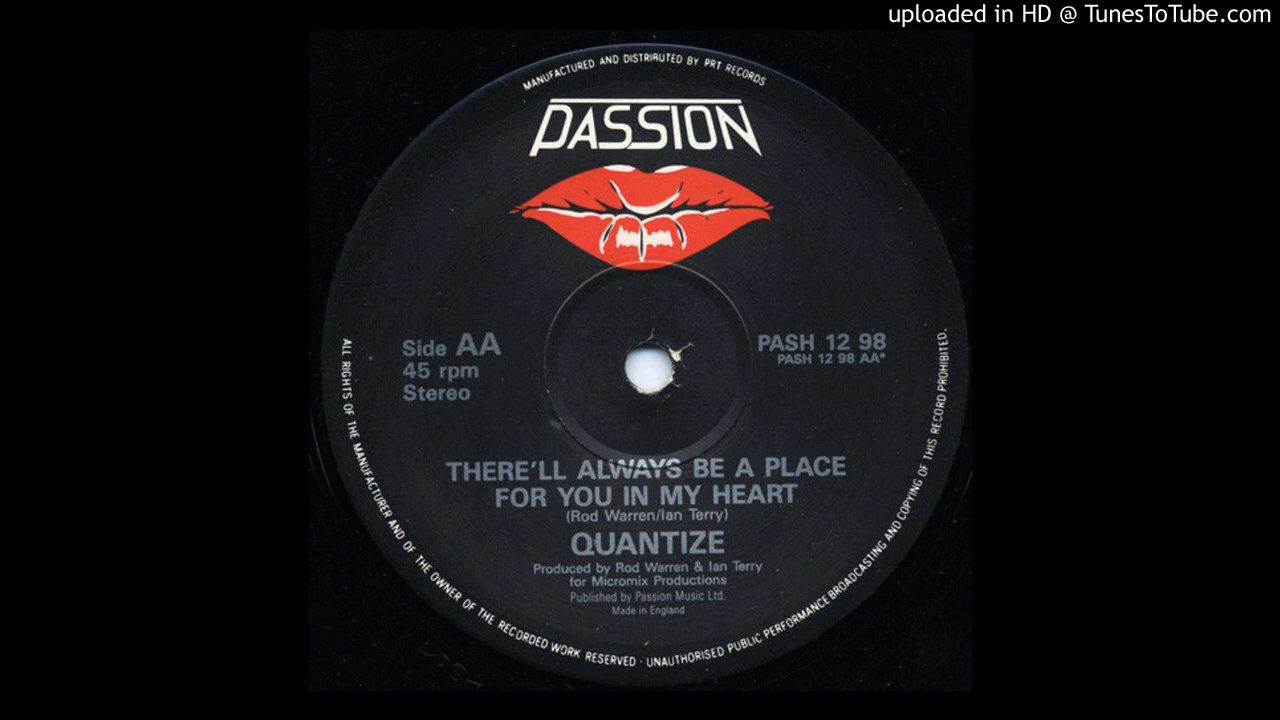 uploaded in HD @ TunesToTube.com
MANUFACTURED AND DISTRIBUTED BY PRT RECORDS
PASSION
Side AA
45 rpm
Stereo
PASH 12 98
PASH 12 98 AA*
THERE'LL ALWAYS BE A PLACE
FOR YOU IN MY HEART
(Rod Warren/Ian Terry)
QUANTIZE
Produced by Rod Warren & Ian Terry
for Micromix Productions
Published by Passion Music Ltd.
Made in England
ALL RIGHTS OF THE MANUFACTURER AND OF THE OWNER OF THE RECORDED WORK RESERVED · UNAUTHORISED PUBLIC PERFORMANCE BROADCASTING AND COPYING OF THIS RECORD PROHIBITED.